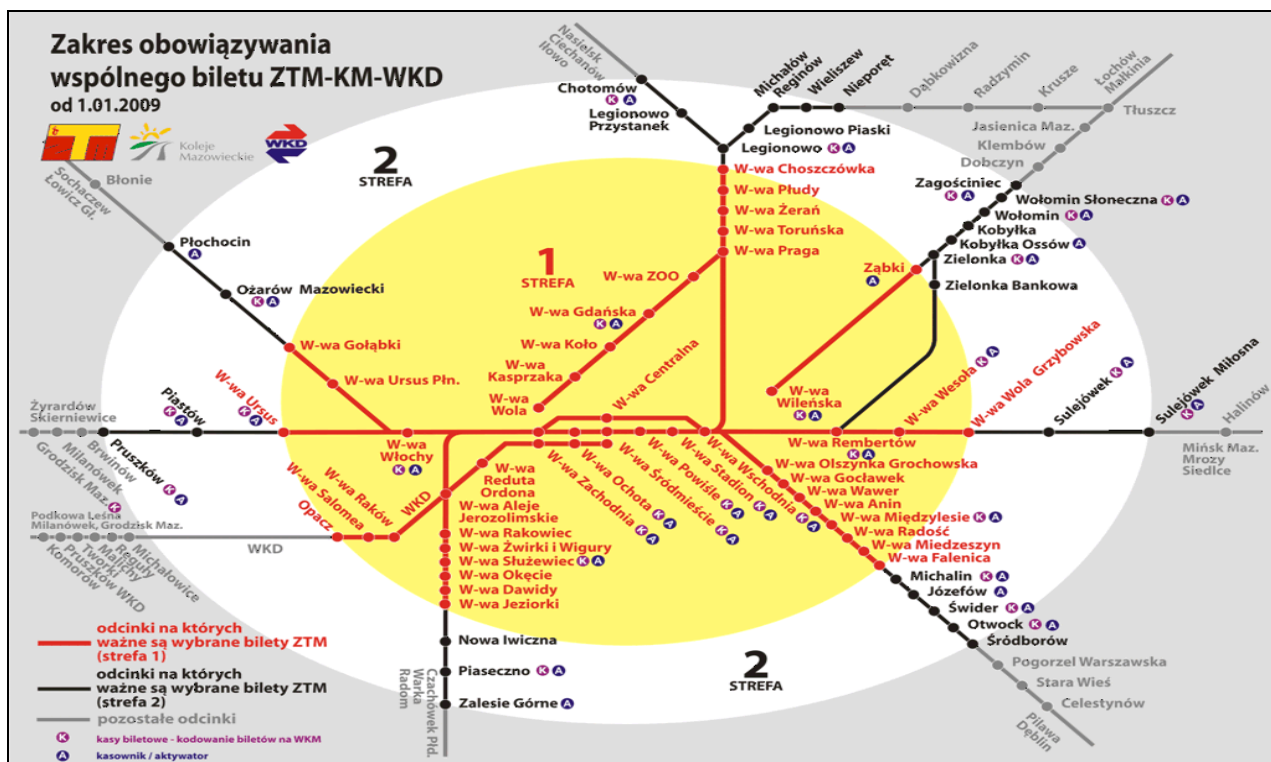 Zakres obowiązywania
wspólnego biletu ZTM-KM-WKD
od 1.01.2009
Koleje
Mazowieckie
WKD
2
STREFA
1
STREFA
2
STREFA
Nasielsk
Ciechanów
Iłowo
Chotomów
K A
Legionowo
Przystanek
Michałów
Reginów
Wieliszew
Nieporęt
Dąbkowizna
Radzymin
Krusze
Łochów
Małkinia
Tłuszcz
Legionowo Piaski
Legionowo K A
Jasienica Maz.
Klembów
Dobczyn
Zagościniec
K A
Wołomin Słoneczna K A
Wołomin K A
Kobyłka
Kobyłka Ossów A
Zielonka K A
Zielonka Bankowa
Ząbki
A
W-wa Choszczówka
W-wa Płudy
W-wa Żerań
W-wa Toruńska
W-wa Praga
W-wa ZOO
W-wa Gdańska
K A
W-wa Koło
W-wa
Kasprzaka
W-wa
Wola
W-wa Centralna
W-wa
Wileńska
K A
Sochaczew
Łowicz Gł.
Błonie
Płochocin
A
Ożarów Mazowiecki
K A
W-wa Gołąbki
W-wa Ursus Płn.
Żyrardów
Skierniewice
Grodzisk Maz. K
Milanówek
Brwinów
Pruszków K A
Piastów
K A
W-wa Ursus
K A
W-wa
Włochy
K A
W-wa Rembertów
K A
W-wa Wesoła K A
W-wa Wola Grzybowska
Sulejówek K A
Sulejówek Miłosna
K A
Halinów
Mińsk Maz.
Mrozy
Siedlce
Podkowa Leśna
Milanówek, Grodzisk Maz.
Komorów
Pruszków WKD
Tworki
Malichy
Reguły
Michałowice
WKD
Opacz
W-wa Salomea
W-wa Raków
WKD
W-wa
Reduta
Ordona
W-wa Zachodnia K A
W-wa Ochota K A
W-wa Śródmieście K A
W-wa Powiśle K A
W-wa Stadion K A
W-wa Wschodnia K A
W-wa Aleje
Jerozolimskie
W-wa Rakowiec
W-wa Żwirki i Wigury
W-wa Służewiec K A
W-wa Okęcie
W-wa Dawidy
W-wa Jeziorki
Nowa Iwiczna
Piaseczno K A
Zalesie Górne A
Czachówek Płd.
Warka
Radom
W-wa Olszynka Grochowska
W-wa Gocławek
W-wa Wawer
W-wa Anin
W-wa Międzylesie K A
W-wa Radość
W-wa Miedzeszyn
W-wa Falenica
Michalin K A
Józefów A
Świder K A
Otwock K A
Śródborów
Pogorzel Warszawska
Stara Wieś
Celestynów
Pilawa
Dęblin
odcinki na których
ważne są wybrane bilety ZTM
(strefa 1)
odcinki na których
ważne są wybrane bilety ZTM
(strefa 2)
pozostałe odcinki
K kasy biletowe - kodowanie biletów na WKM
A kasownik / aktywator